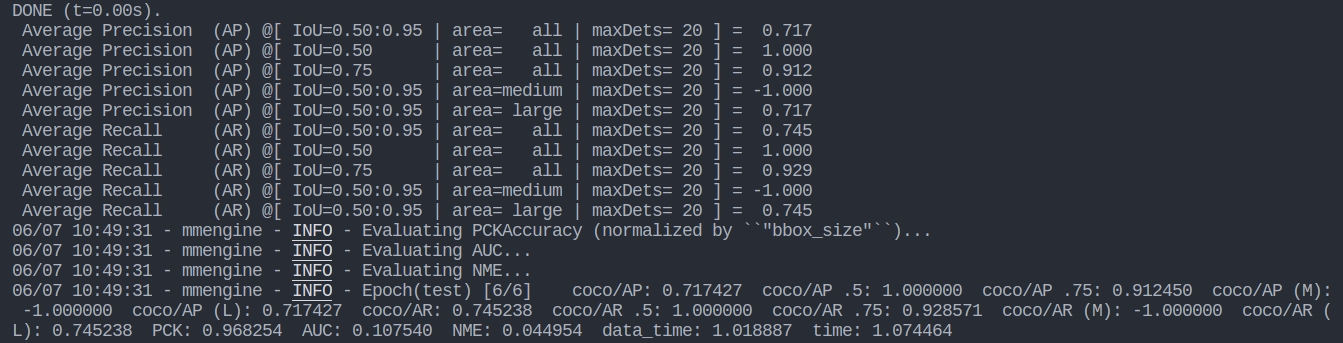 DONE (t=0.00s).
 Average Precision  (AP) @[ IoU=0.50:0.95 | area=   all | maxDets= 20 ] =  0.717
 Average Precision  (AP) @[ IoU=0.50      | area=   all | maxDets= 20 ] =  1.000
 Average Precision  (AP) @[ IoU=0.75      | area=   all | maxDets= 20 ] =  0.912
 Average Precision  (AP) @[ IoU=0.50:0.95 | area=medium | maxDets= 20 ] = -1.000
 Average Precision  (AP) @[ IoU=0.50:0.95 | area= large | maxDets= 20 ] =  0.717
 Average Recall     (AR) @[ IoU=0.50:0.95 | area=   all | maxDets= 20 ] =  0.745
 Average Recall     (AR) @[ IoU=0.50      | area=   all | maxDets= 20 ] =  1.000
 Average Recall     (AR) @[ IoU=0.75      | area=   all | maxDets= 20 ] =  0.929
 Average Recall     (AR) @[ IoU=0.50:0.95 | area=medium | maxDets= 20 ] = -1.000
 Average Recall     (AR) @[ IoU=0.50:0.95 | area= large | maxDets= 20 ] =  0.745
06/07 10:49:31 - mmengine - INFO - Evaluating PCKAccuracy (normalized by ``"bbox_size"``)...
06/07 10:49:31 - mmengine - INFO - Evaluating AUC...
06/07 10:49:31 - mmengine - INFO - Evaluating NME...
06/07 10:49:31 - mmengine - INFO - Epoch(test) [6/6]    coco/AP: 0.717427  coco/AP .5: 1.000000  coco/AP .75: 0.912450  coco/AP (M):
 -1.000000  coco/AP (L): 0.717427  coco/AR: 0.745238  coco/AR .5: 1.000000  coco/AR .75: 0.928571  coco/AR (M): -1.000000  coco/AR (
L): 0.745238  PCK: 0.968254  AUC: 0.107540  NME: 0.044954  data_time: 1.018887  time: 1.074464